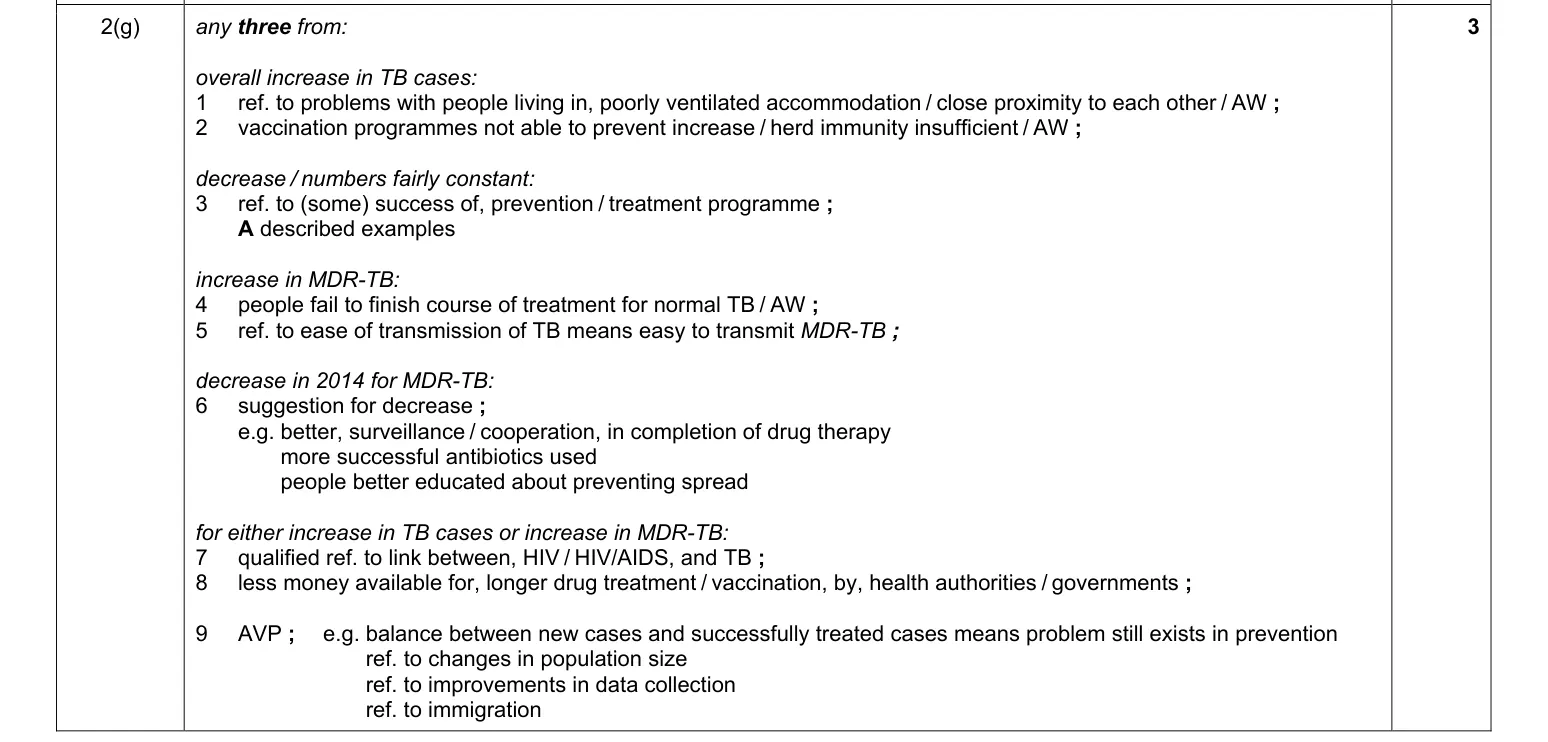 2(g)
any three from:
3
overall increase in TB cases:
1 ref. to problems with people living in, poorly ventilated accommodation / close proximity to each other / AW ;
2 vaccination programmes not able to prevent increase / herd immunity insufficient / AW ;
decrease / numbers fairly constant:
3 ref. to (some) success of, prevention / treatment programme ;
A described examples
increase in MDR-TB:
4 people fail to finish course of treatment for normal TB / AW ;
5 ref. to ease of transmission of TB means easy to transmit MDR-TB ;
decrease in 2014 for MDR-TB:
6 suggestion for decrease ;
e.g. better, surveillance / cooperation, in completion of drug therapy
more successful antibiotics used
people better educated about preventing spread
for either increase in TB cases or increase in MDR-TB:
7 qualified ref. to link between, HIV / HIV/AIDS, and TB ;
8 less money available for, longer drug treatment / vaccination, by, health authorities / governments ;
9 AVP ; e.g. balance between new cases and successfully treated cases means problem still exists in prevention
ref. to changes in population size
ref. to improvements in data collection
ref. to immigration